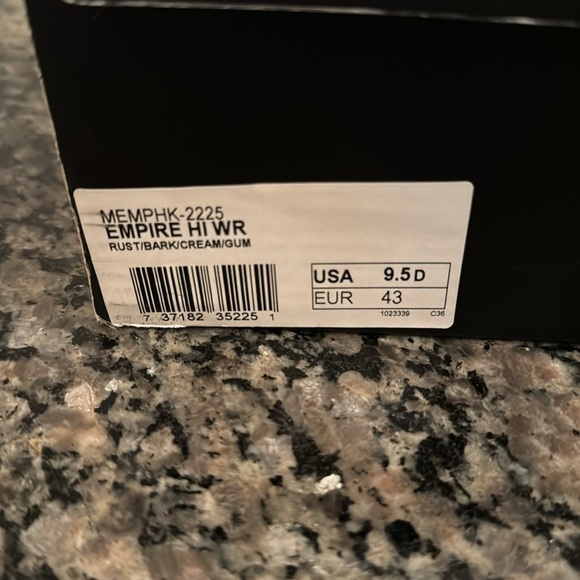 MEMPHK-2225
EMPIRE HI WR
RUST/BARK/CREAM/GUM
7 37182 35225 1
USA 9.5 D
EUR 43
1023339 C36